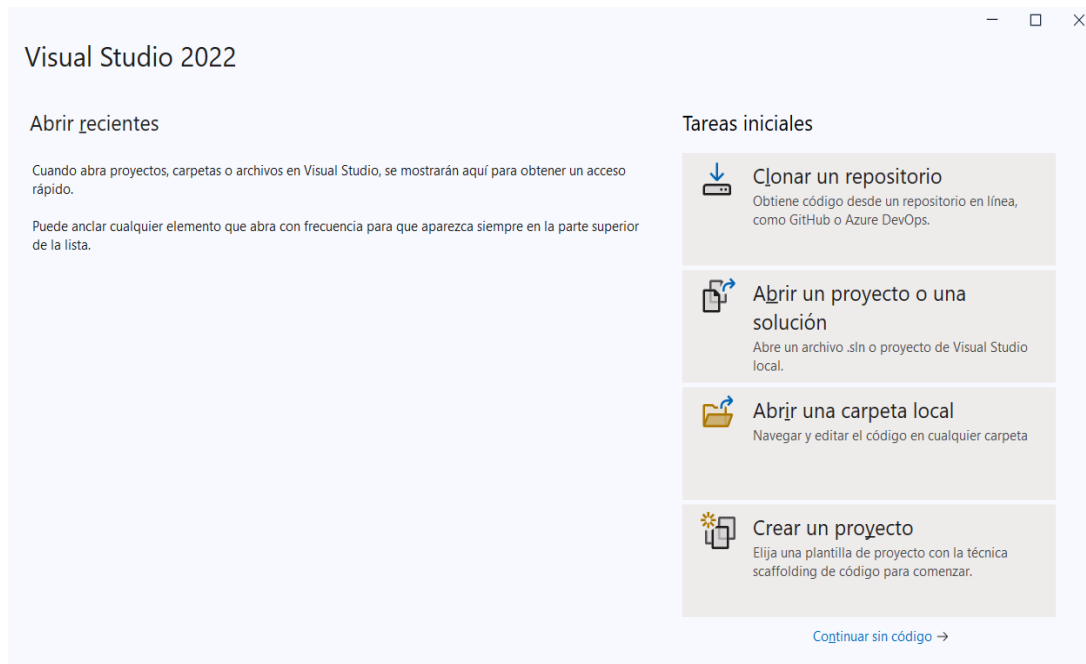 Visual Studio 2022
Abrir recientes
Cuando abra proyectos, carpetas o archivos en Visual Studio, se mostrarán aquí para obtener un acceso
rápido.
Puede anclar cualquier elemento que abra con frecuencia para que aparezca siempre en la parte superior
de la lista.
Tareas iniciales
Clonar un repositorio
Obtiene código desde un repositorio en línea,
como GitHub o Azure DevOps.
Abrir un proyecto o una
solución
Abre un archivo .sln o proyecto de Visual Studio
local.
Abrir una carpeta local
Navegar y editar el código en cualquier carpeta
Crear un proyecto
Elija una plantilla de proyecto con la técnica
scaffolding de código para comenzar.
Continuar sin código →